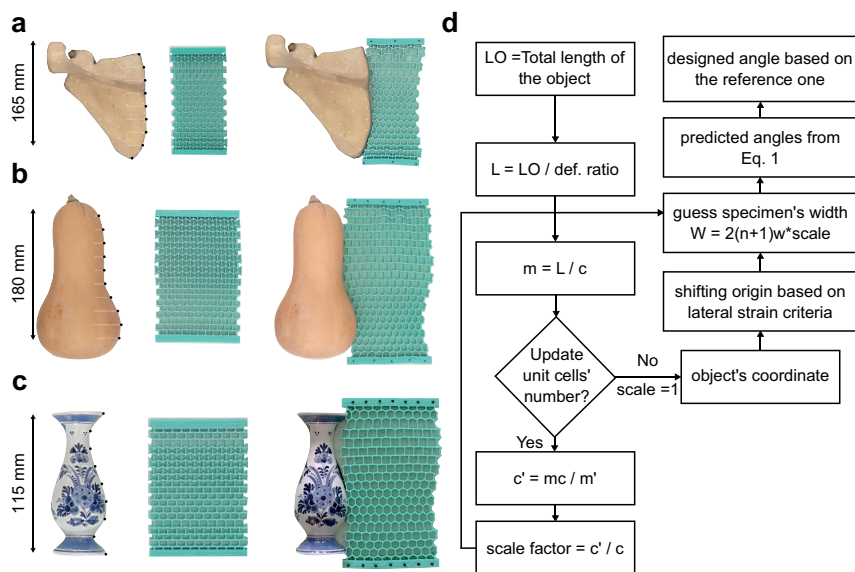 a
165 mm
b
180 mm
c
115 mm
d
LO =Total length of
the object
L = LO / def. ratio
m = L / c
Update
unit cells'
number?
No
scale =1
Yes
c' = mc / m'
scale factor = c' / c
object's coordinate
shifting origin based on
lateral strain criteria
guess specimen's width
W = 2(n+1)w*scale
predicted angles from
Eq. 1
designed angle based on
the reference one